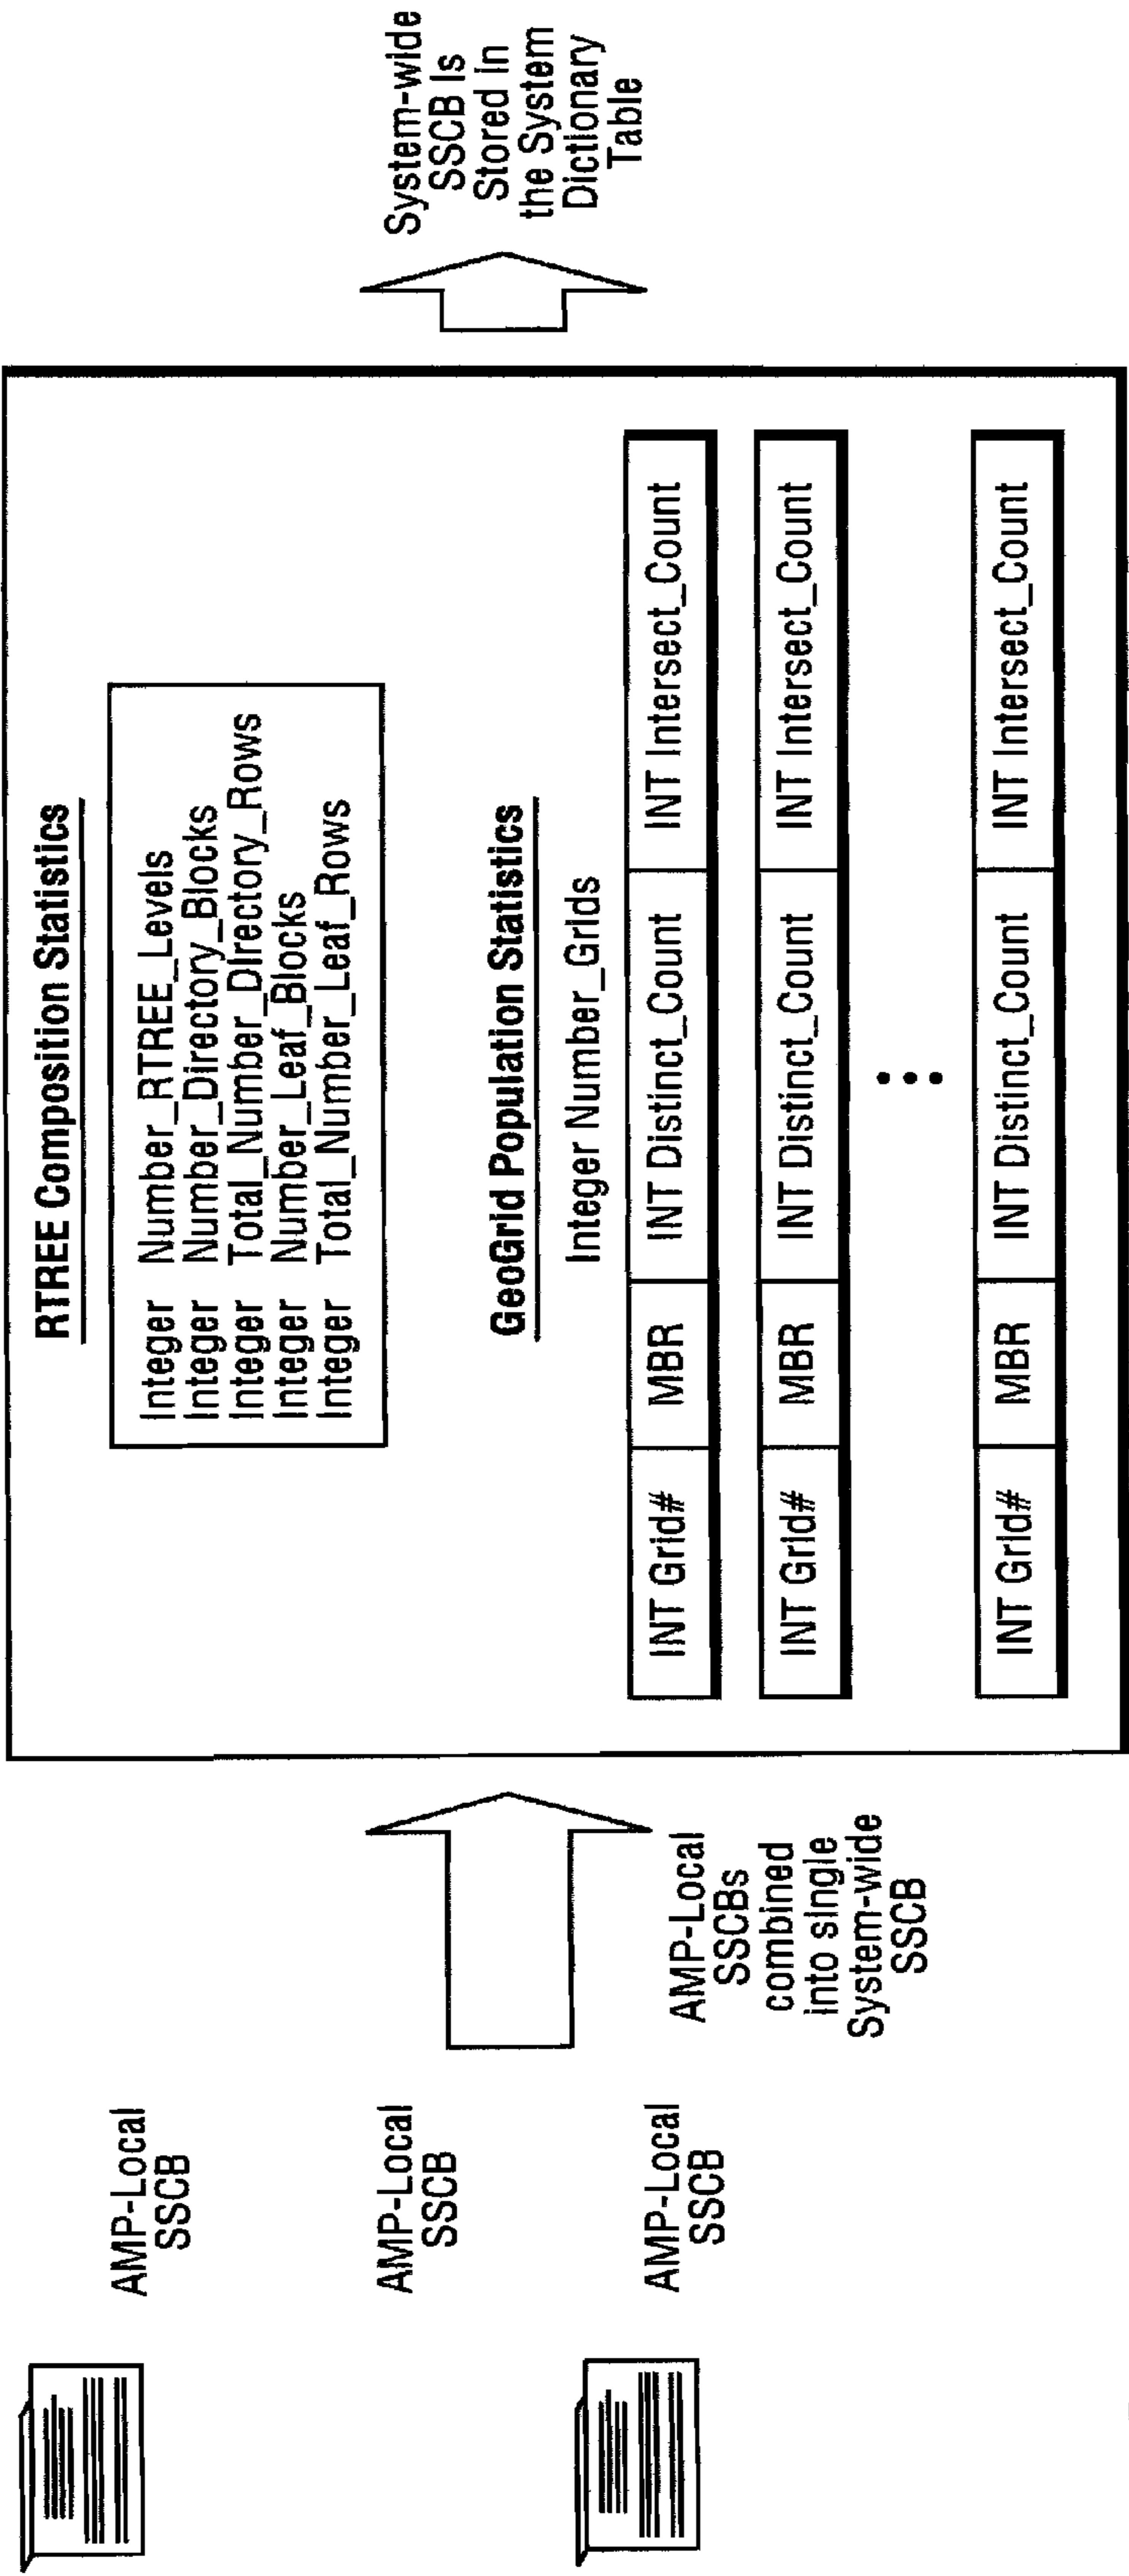 AMP-Local
SSCB
AMP-Local
SSCB
AMP-Local
SSCB
AMP-Local
SSCBs
combined
into single
System-wide
SSCB
RTREE Composition Statistics
Integer Number_RTREE_Levels
Integer Number_Directory_Blocks
Integer Total_Number_Directory_Rows
Integer Number_Leaf_Blocks
Integer Total_Number_Leaf_Rows
GeoGrid Population Statistics
Integer Number_Grids
INT Grid# MBR INT Distinct_Count INT Intersect_Count
INT Grid# MBR INT Distinct_Count INT Intersect_Count
INT Grid# MBR INT Distinct_Count INT Intersect_Count
System-wide
SSCB Is
Stored in
the System
Dictionary
Table